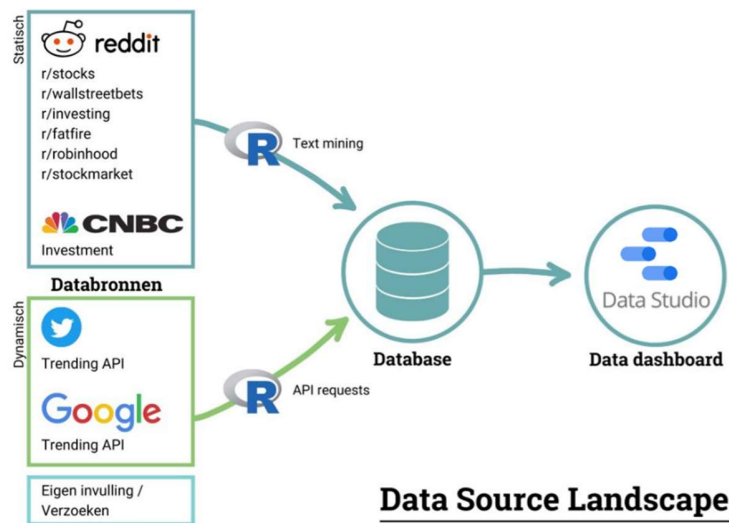 Statisch
reddit
r/stocks
r/wallstreetbets
r/investing
r/fatfire
r/robinhood
r/stockmarket
CNBC
Investment
Databronnen
Dynamisch
Trending API
Google
Trending API
Eigen invulling /
Verzoeken
R
Text mining
R
API requests
Database
Data Studio
Data dashboard
Data Source Landscape